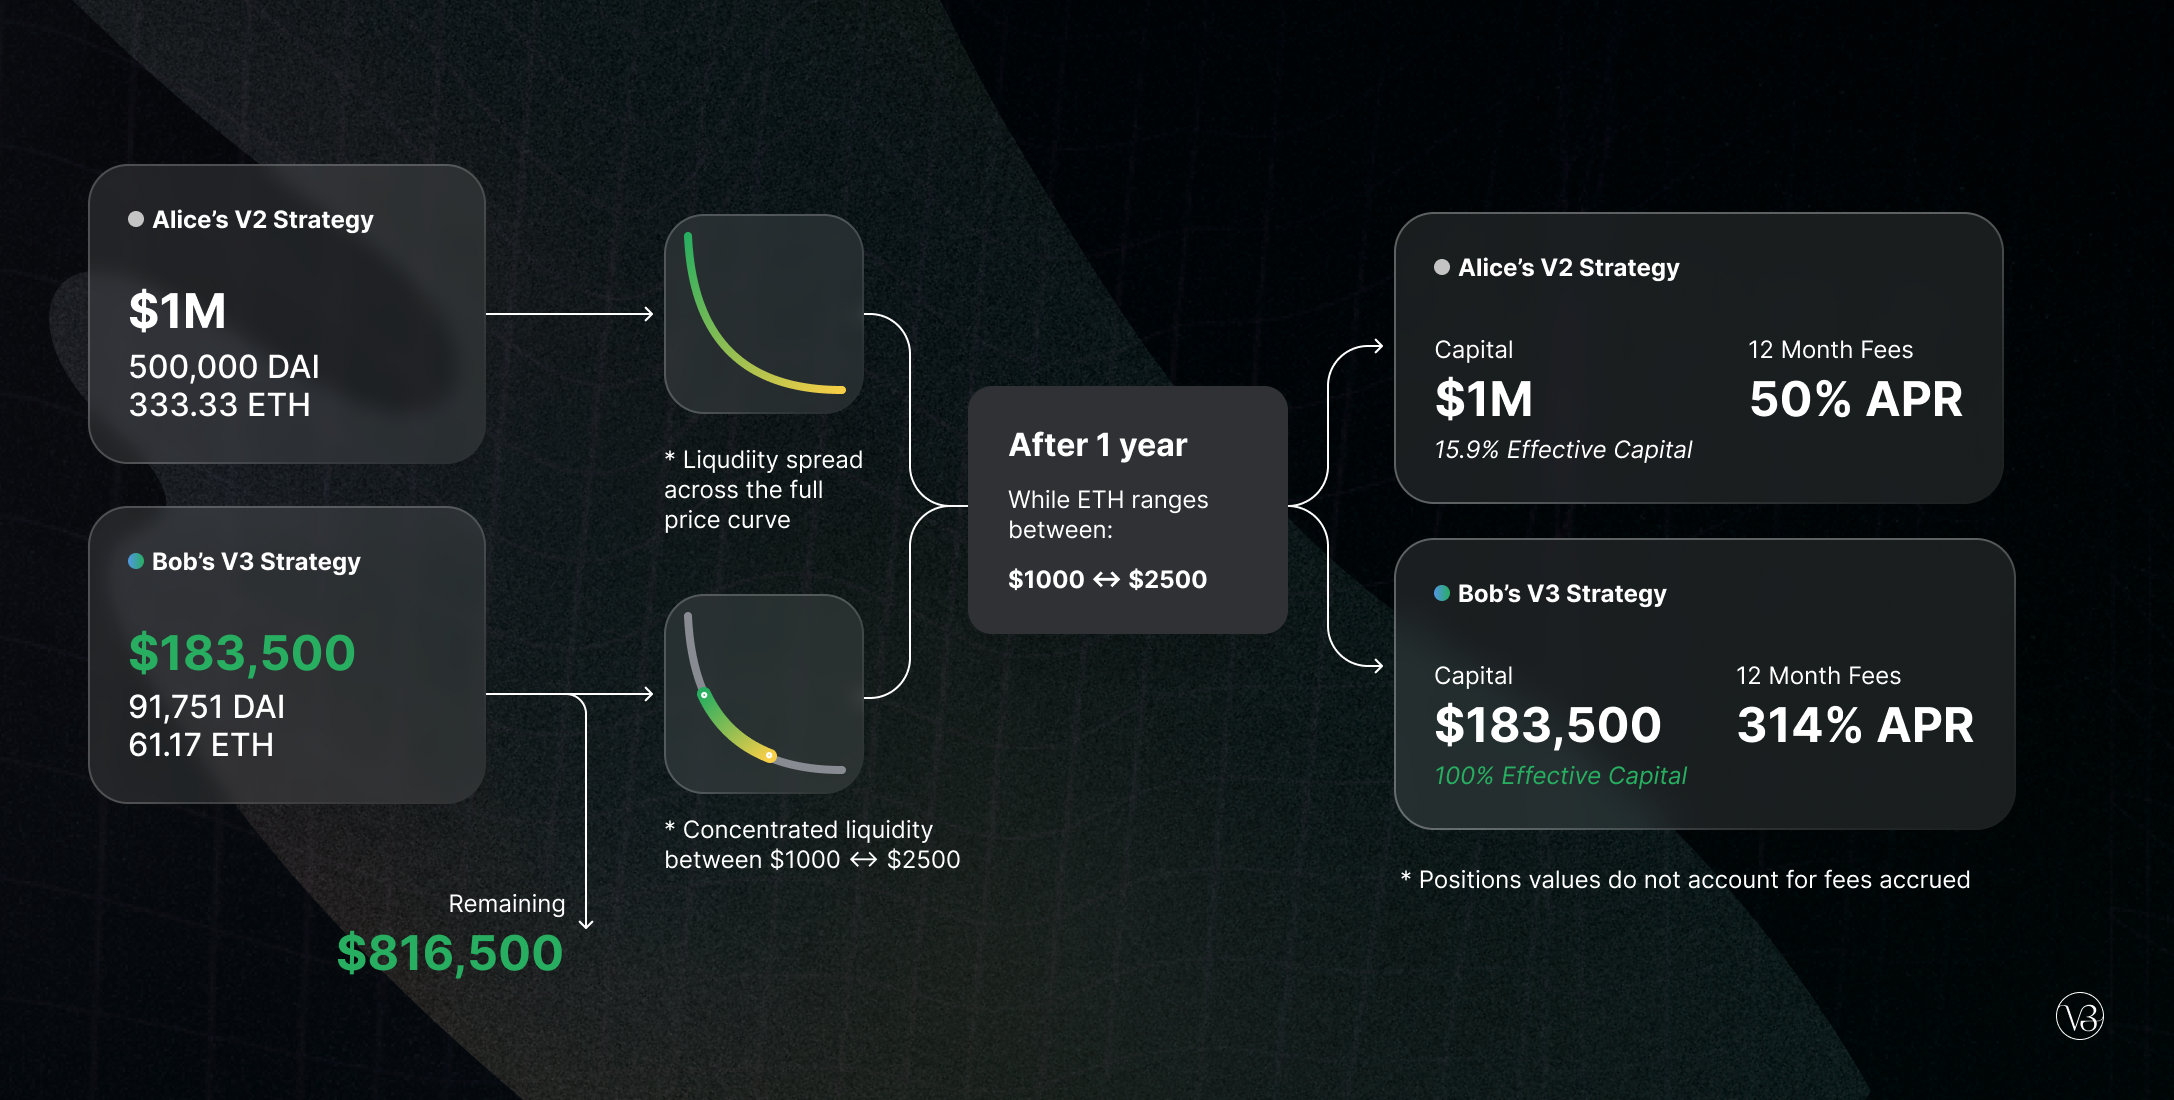 Alice’s V2 Strategy
$1M
500,000 DAI
333.33 ETH
Bob’s V3 Strategy
$183,500
91,751 DAI
61.17 ETH
Remaining
$816,500
* Liqudiity spread
across the full
price curve
* Concentrated liquidity
between $1000 ↔ $2500
After 1 year
While ETH ranges
between:
$1000 ↔ $2500
Alice’s V2 Strategy
Capital
$1M
15.9% Effective Capital
12 Month Fees
50% APR
Bob’s V3 Strategy
Capital
$183,500
100% Effective Capital
12 Month Fees
314% APR
* Positions values do not account for fees accrued
V3